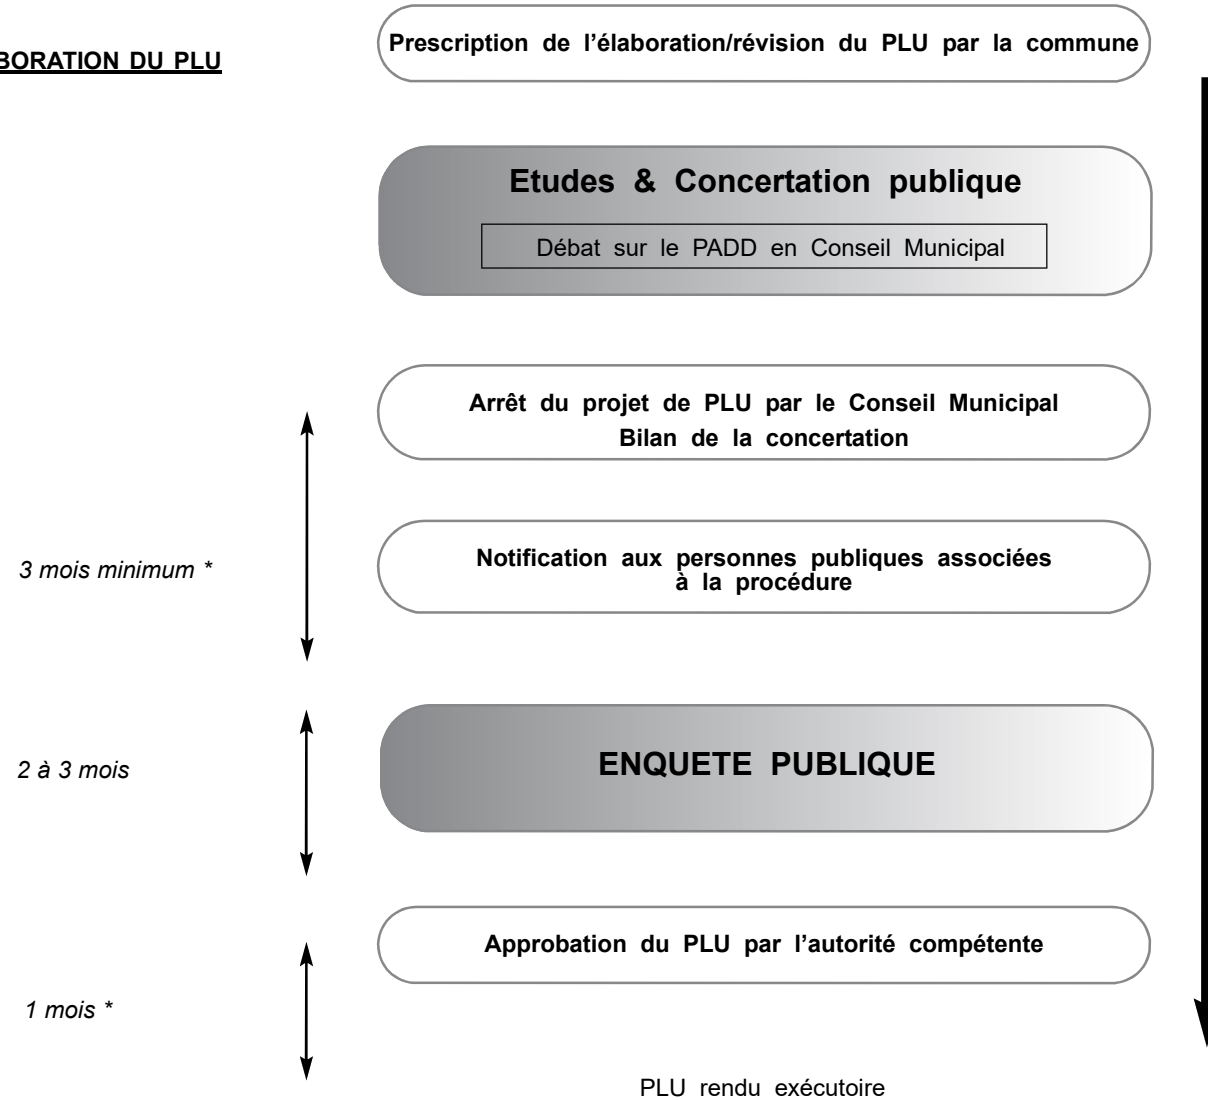 Prescription de l’élaboration/révision du PLU par la commune
BORATION DU PLU
Etudes & Concertation publique
Débat sur le PADD en Conseil Municipal
Arrêt du projet de PLU par le Conseil Municipal
Bilan de la concertation
3 mois minimum *
Notification aux personnes publiques associées
à la procédure
2 à 3 mois
ENQUETE PUBLIQUE
Approbation du PLU par l’autorité compétente
1 mois *
PLU rendu exécutoire